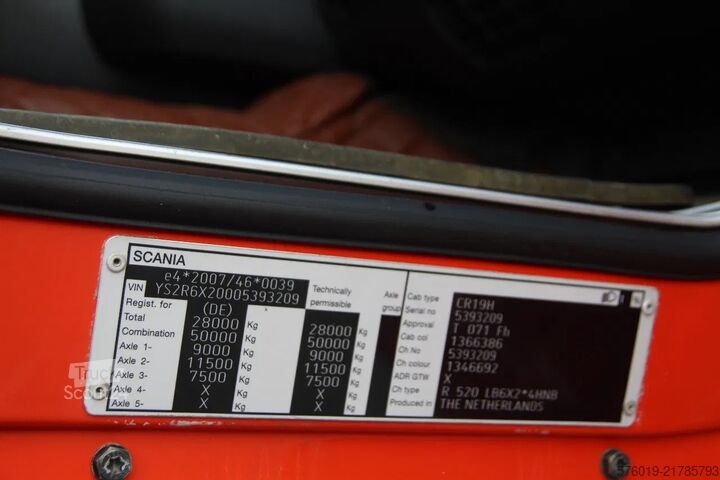 SCANIA
e4*2007/46*0039
VIN YS2R6X20005393209
Regist. for (DE) Technically permissible Axle group
Total 28000 Kg 28000 Kg
Combination 50000 Kg 50000 Kg
Axle 1- 9000 Kg 9000 Kg
Axle 2- 11500 Kg 11500 Kg
Axle 3- 7500 Kg 7500 Kg
Axle 4- X Kg X Kg
Axle 5- X Kg X Kg
Cab type CR19H
Serial no 5393209
Approval T 071 Fb
Cab col 1366386
Ch No 5393209
Ch colour 1346692
ADR GTW X
Ch type R 520 LB6X2*4HNB
Produced in THE NETHERLANDS
%
Truck
Scout
576019-21785793